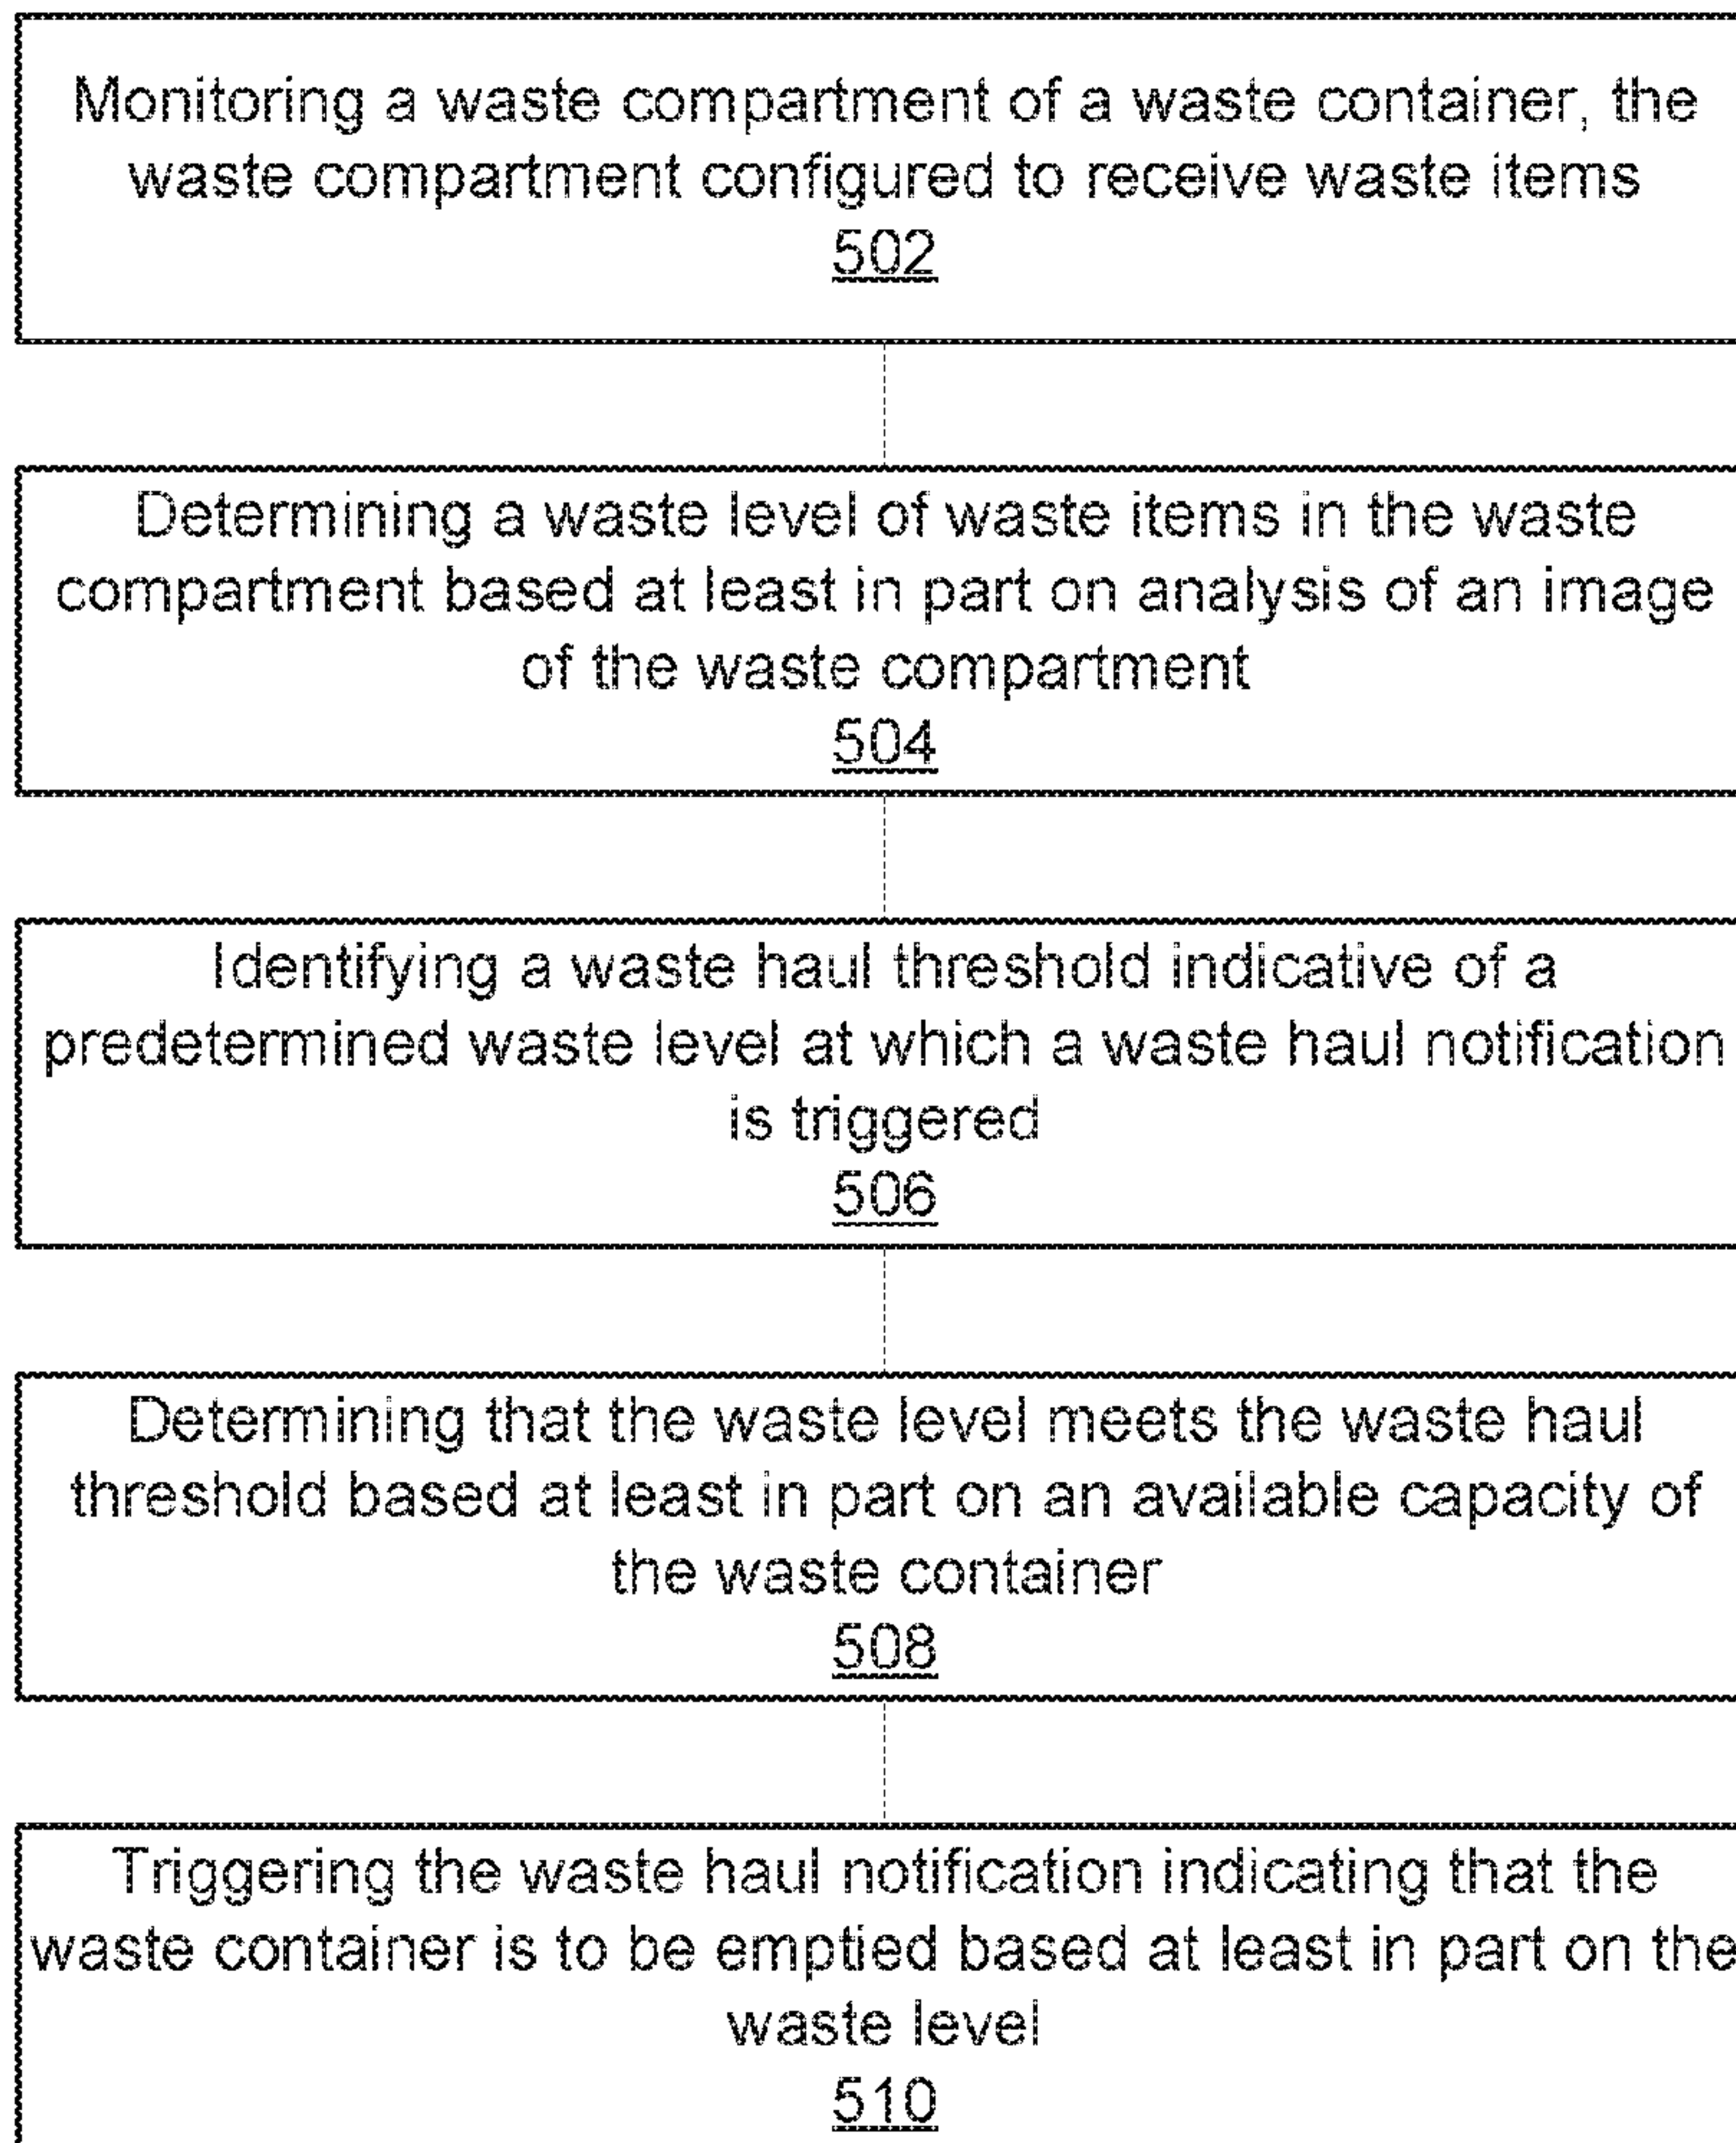 Monitoring a waste compartment of a waste container, the
waste compartment configured to receive waste items
502
Determining a waste level of waste items in the waste
compartment based at least in part on analysis of an image
of the waste compartment
504
Identifying a waste haul threshold indicative of a
predetermined waste level at which a waste haul notification
is triggered
506
Determining that the waste level meets the waste haul
threshold based at least in part on an available capacity of
the waste container
508
Triggering the waste haul notification indicating that the
waste container is to be emptied based at least in part on the
waste level
510